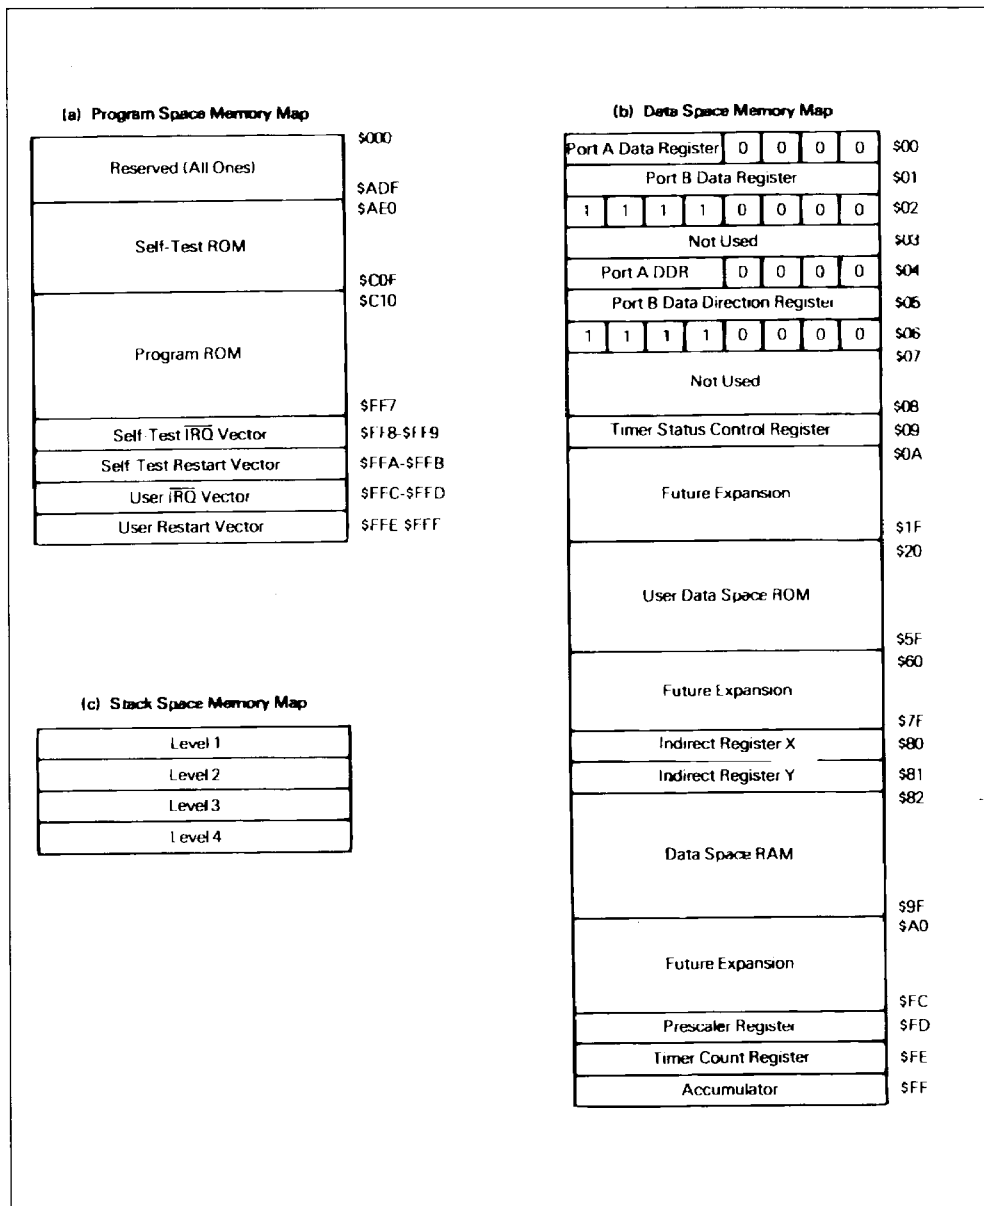 (a) Program Space Memory Map
$000
Reserved (All Ones)
$ADF
$AE0
Self-Test ROM
$C0F
$C10
Program ROM
$FF7
Self-Test IRQ Vector $FF8-$FF9
Self Test Restart Vector $FFA-$FFB
User IRQ Vector $FFC-$FFD
User Restart Vector $FFE $FFF
(c) Stack Space Memory Map
Level 1
Level 2
Level 3
Level 4
(b) Data Space Memory Map
Port A Data Register 0 0 0 0 $00
Port B Data Register $01
1 1 1 1 0 0 0 0 $02
Not Used $03
Port A DDR 0 0 0 0 $04
Port B Data Direction Register $05
1 1 1 1 0 0 0 0 $06
$07
Not Used
$08
Timer Status Control Register $09
$0A
Future Expansion
$1F
$20
User Data Space ROM
$5F
$60
Future Expansion
$7F
Indirect Register X $80
Indirect Register Y $81
$82
Data Space RAM
$9F
$A0
Future Expansion
$FC
Prescaler Register $FD
Timer Count Register $FE
Accumulator $FF